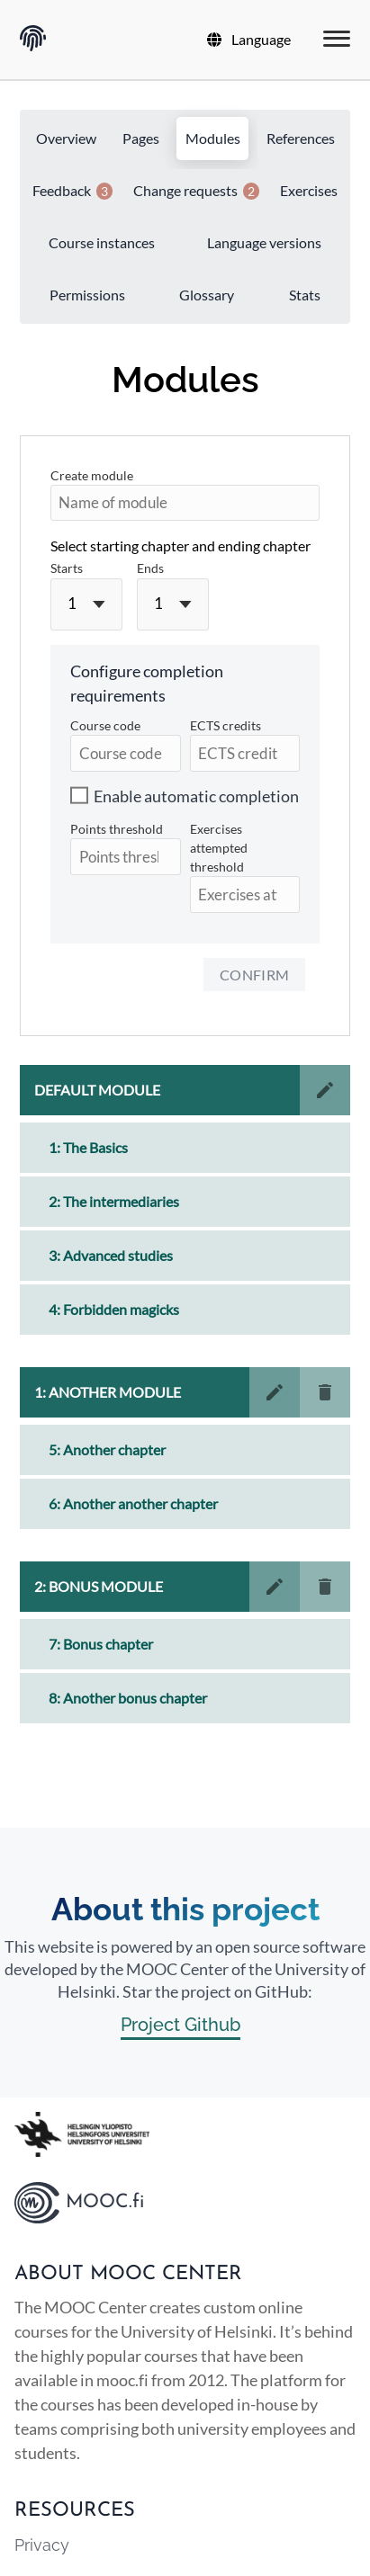 Language
Overview Pages Modules References
Feedback 3 Change requests 2 Exercises
Course instances Language versions
Permissions Glossary Stats
Modules
Create module
Name of module
Select starting chapter and ending chapter
Starts Ends
1 1
Configure completion
requirements
Course code ECTS credits
Course code ECTS credit
Enable automatic completion
Points threshold Exercises
attempted
threshold
Points thresl
Exercises at
CONFIRM
DEFAULT MODULE
1: The Basics
2: The intermediaries
3: Advanced studies
4: Forbidden magicks
1: ANOTHER MODULE
5: Another chapter
6: Another another chapter
2: BONUS MODULE
7: Bonus chapter
8: Another bonus chapter
About this project
This website is powered by an open source software
developed by the MOOC Center of the University of
Helsinki. Star the project on GitHub:
Project Github
HELSINGIN YLIOPISTO
HELSINGFORS UNIVERSITET
UNIVERSITY OF HELSINKI
MOOC.fi
ABOUT MOOC CENTER
The MOOC Center creates custom online
courses for the University of Helsinki. It’s behind
the highly popular courses that have been
available in mooc.fi from 2012. The platform for
the courses has been developed in-house by
teams comprising both university employees and
students.
RESOURCES
Privacy